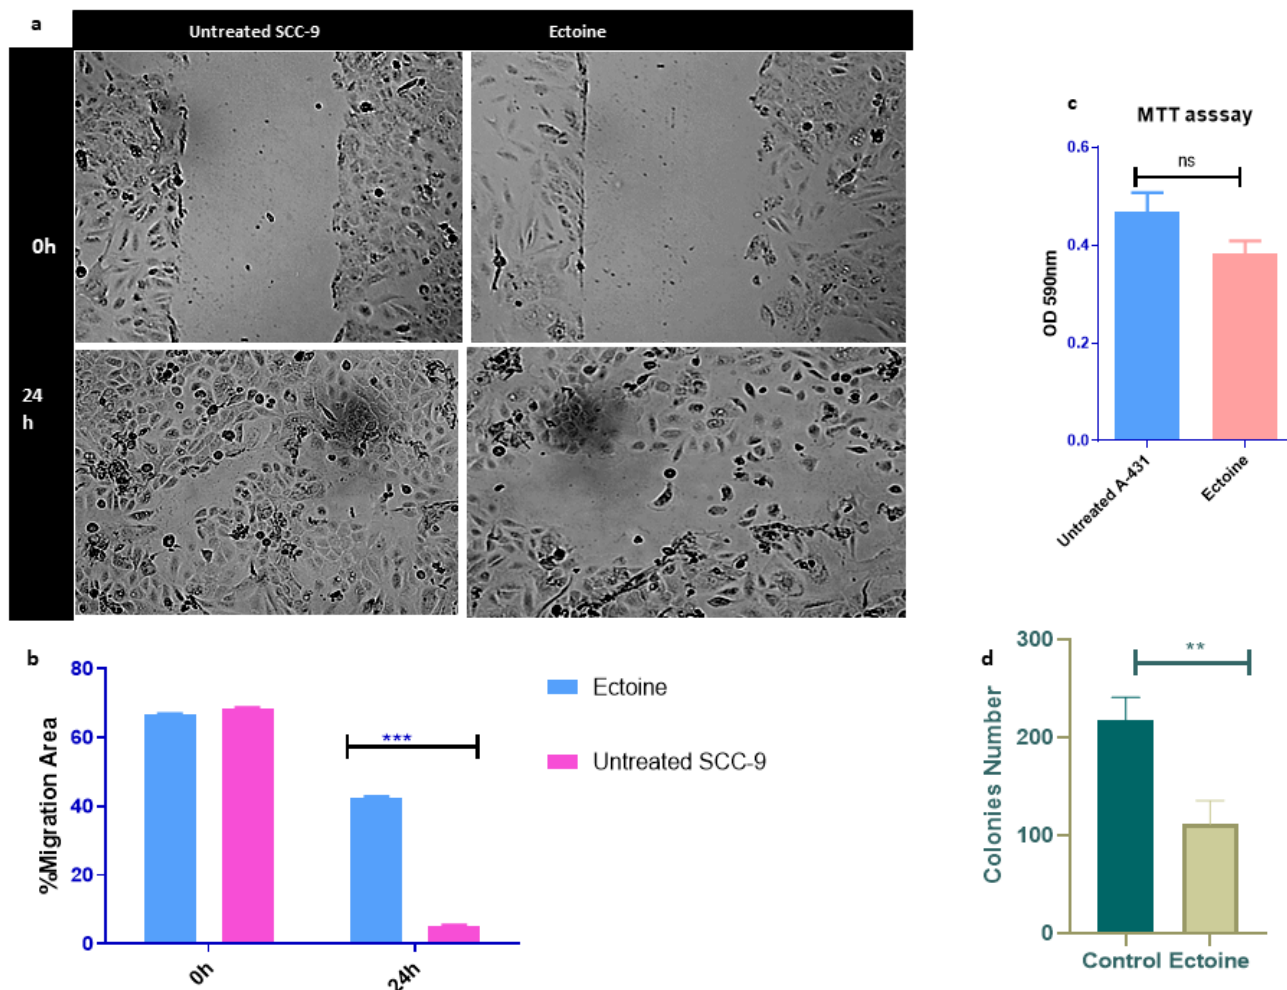 a
Untreated SCC-9
Ectoine
0h
24
h
b
80
60
40
20
0
%Migration Area
***
0h
24h
Ectoine
Untreated SCC-9
c
MTT asssay
0.6
0.4
0.2
0.0
OD 590nm
ns
Untreated A-431
Ectoine
d
300
200
100
0
Colonies Number
**
Control Ectoine